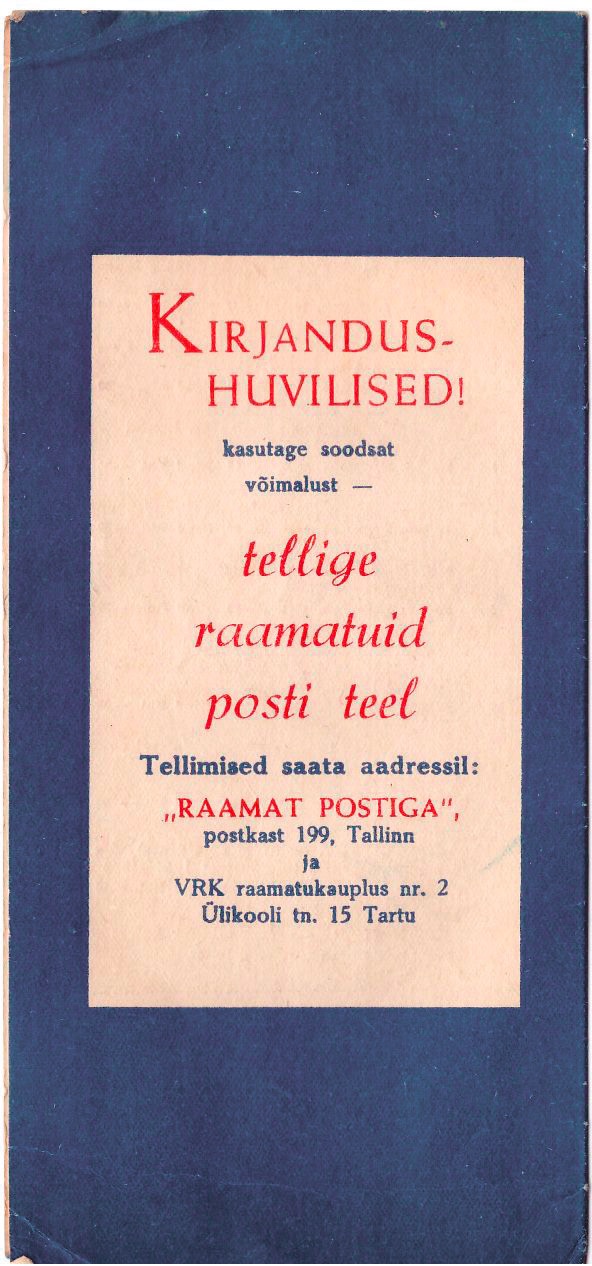 KIRJANDUS-
HUVILISED!
kasutage soodsat
võimalust —
tellige
raamatuid
posti teel
Tellimised saata aadressil:
„RAAMAT POSTIGA",
postkast 199, Tallinn
ja
VRK raamatukauplus nr. 2
Ülikooli tn. 15 Tartu